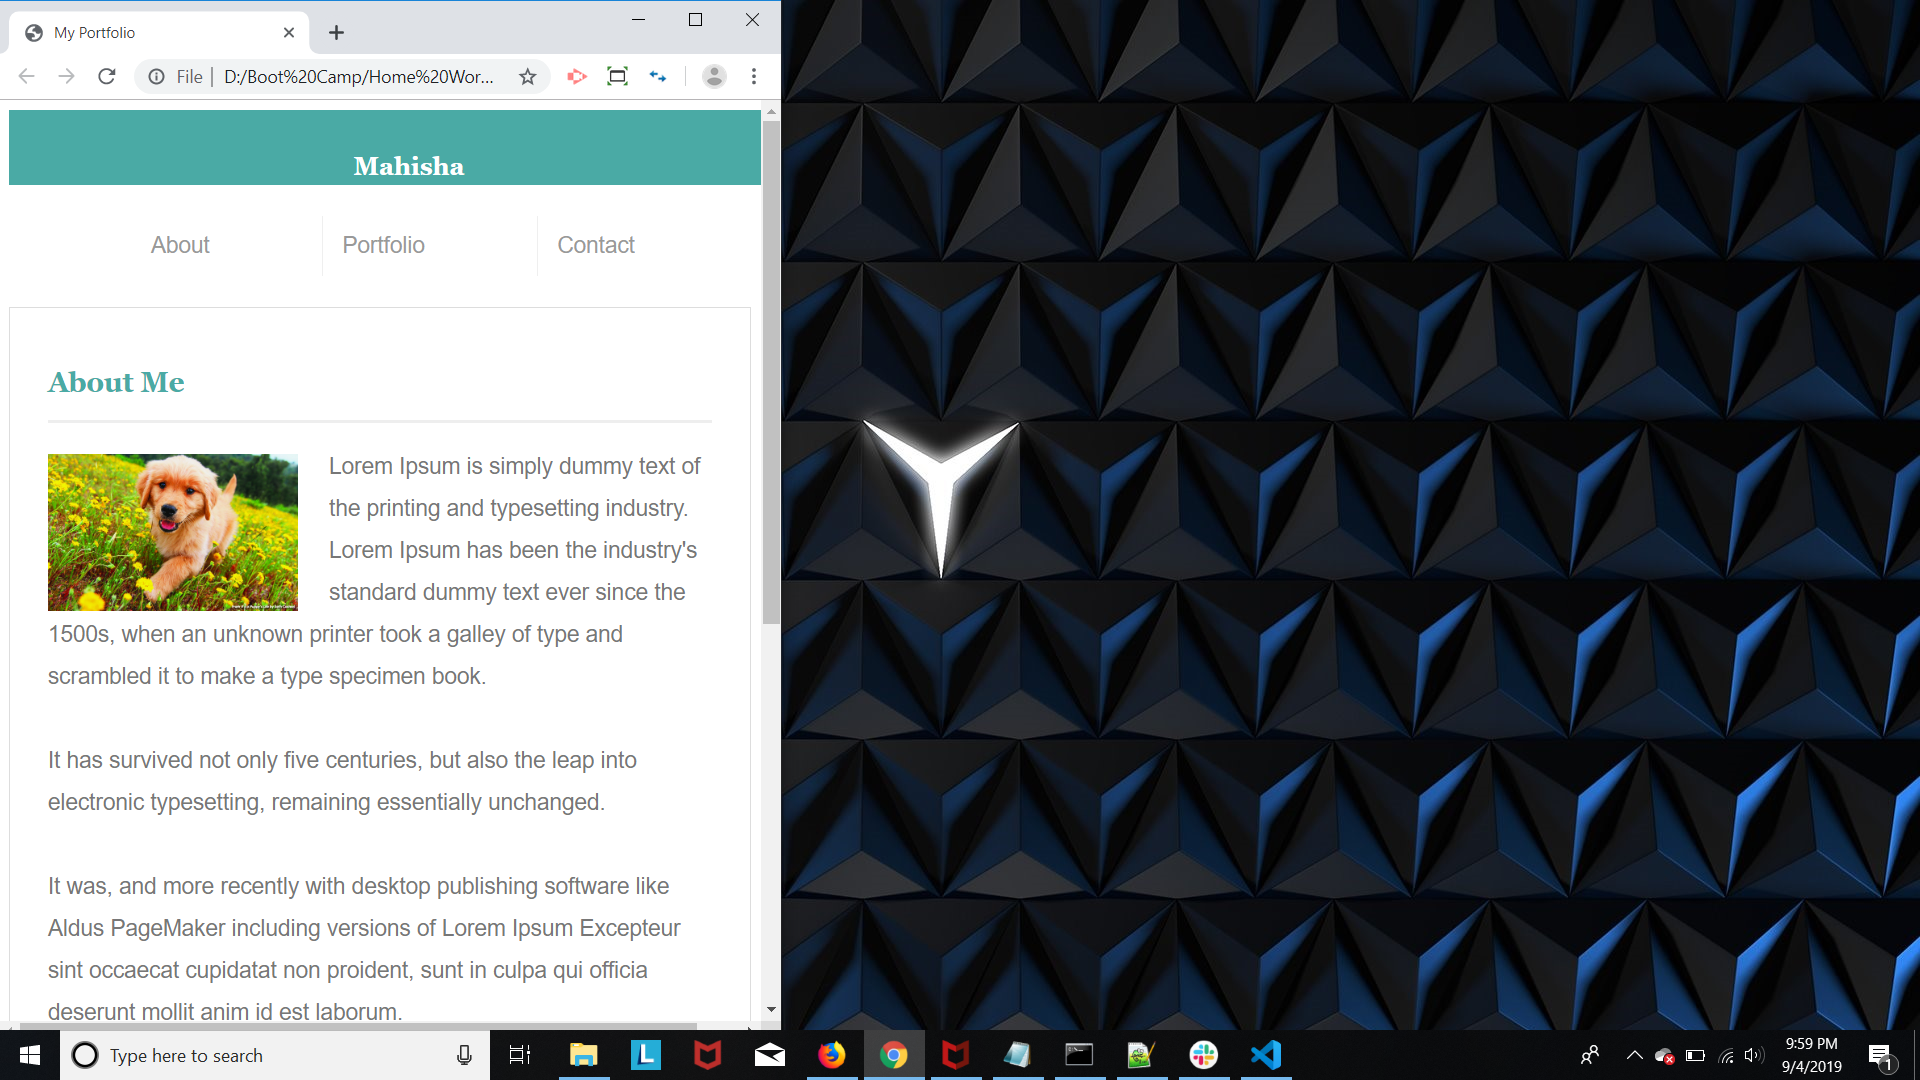 My Portfolio
File | D:/Boot%20Camp/Home%20Wor...
Mahisha
About
Portfolio
Contact
About Me
Lorem Ipsum is simply dummy text of
the printing and typesetting industry.
Lorem Ipsum has been the industry's
standard dummy text ever since the
1500s, when an unknown printer took a galley of type and
scrambled it to make a type specimen book.
It has survived not only five centuries, but also the leap into
electronic typesetting, remaining essentially unchanged.
It was, and more recently with desktop publishing software like
Aldus PageMaker including versions of Lorem Ipsum Excepteur
sint occaecat cupidatat non proident, sunt in culpa qui officia
deserunt mollit anim id est laborum.
Type here to search
L
9:59 PM
9/4/2019
1